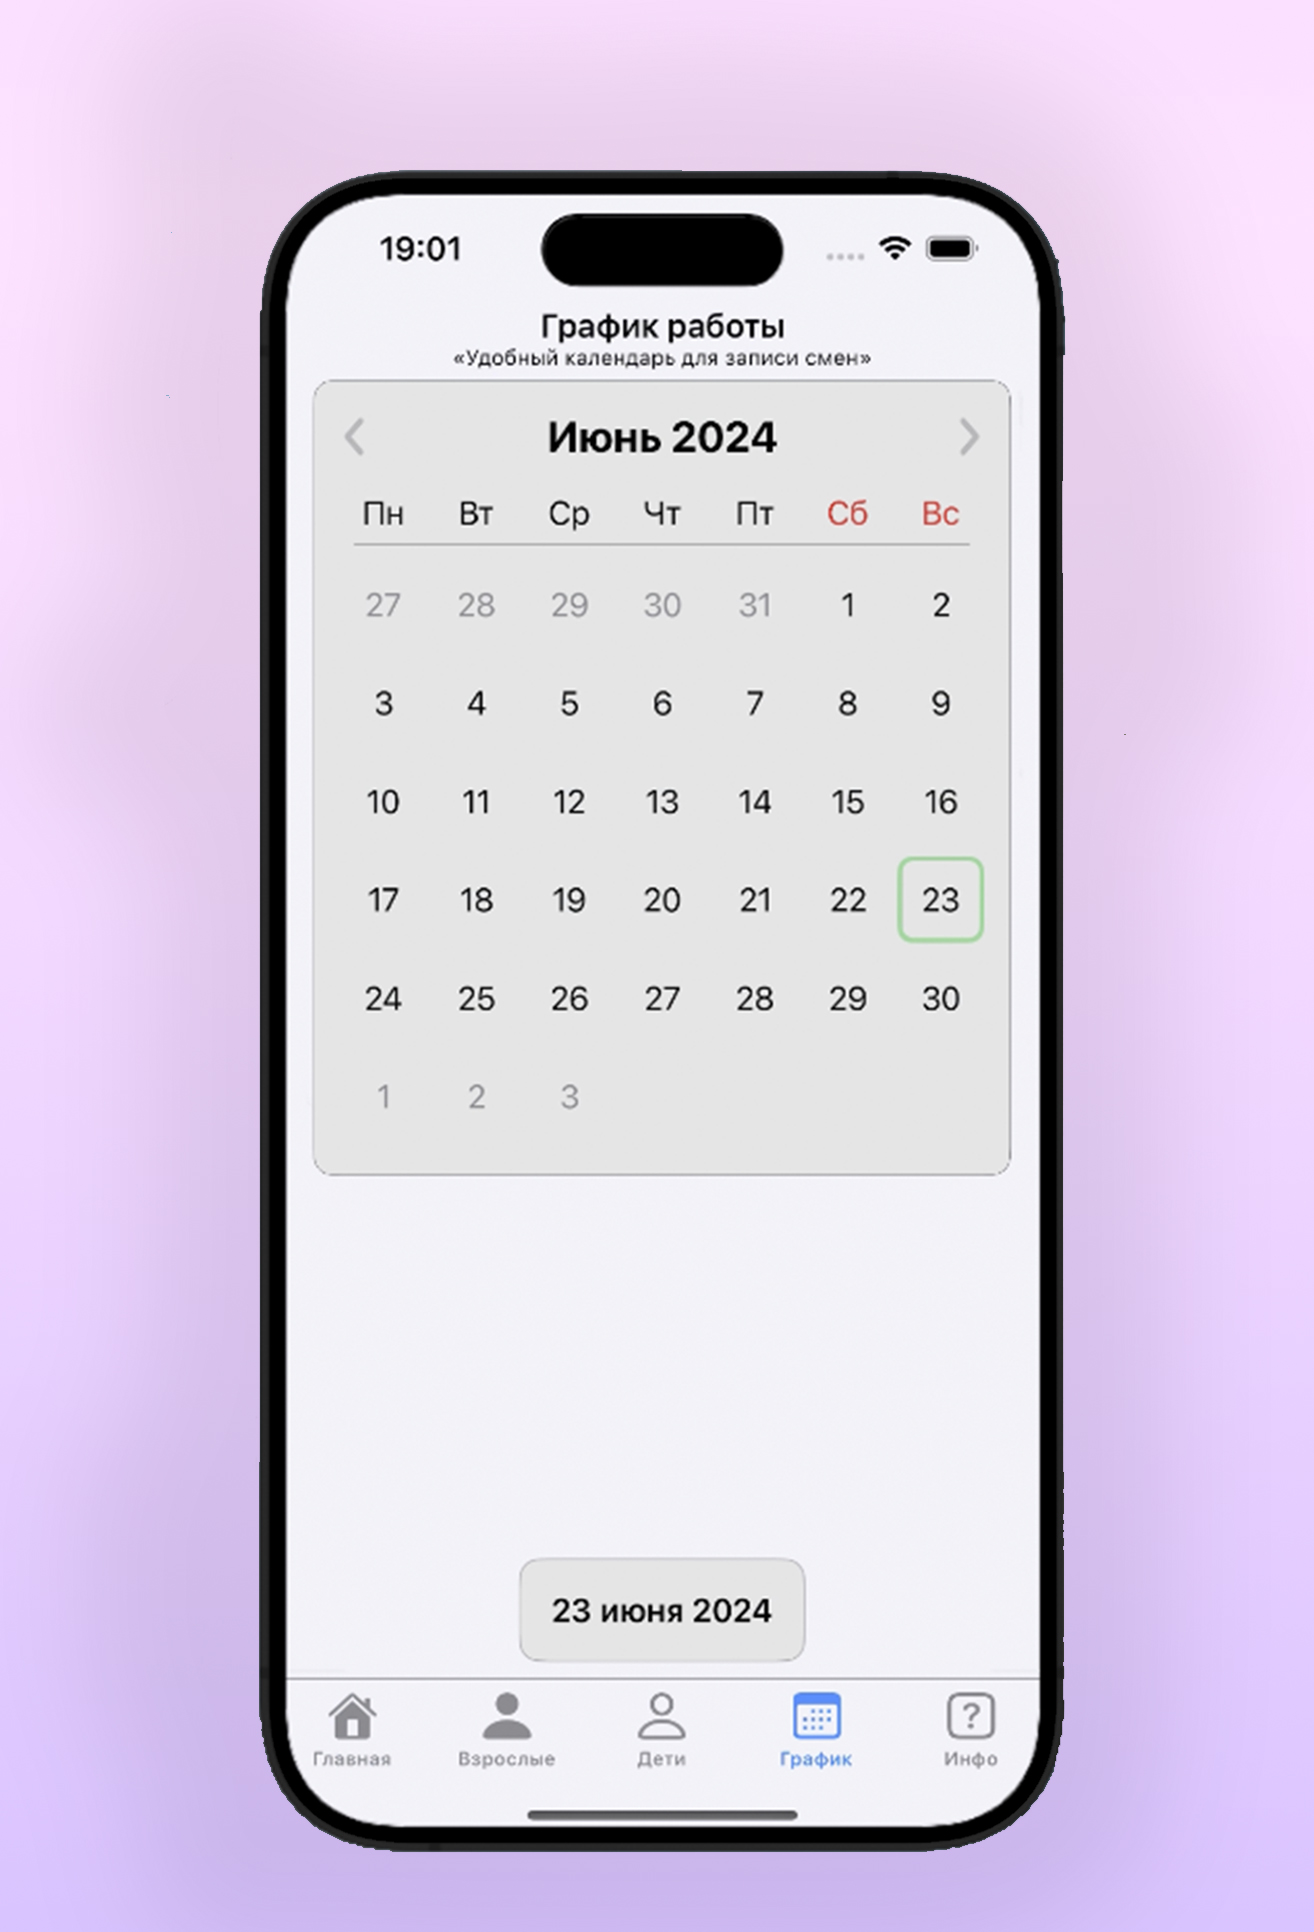 19:01
График работы
«Удобный календарь для записи смен»
Июнь 2024
Пн Вт Ср Чт Пт Сб Вс
27 28 29 30 31 1 2
3 4 5 6 7 8 9
10 11 12 13 14 15 16
17 18 19 20 21 22 23
24 25 26 27 28 29 30
1 2 3
23 июня 2024
Главная Взрослые Дети График Инфо